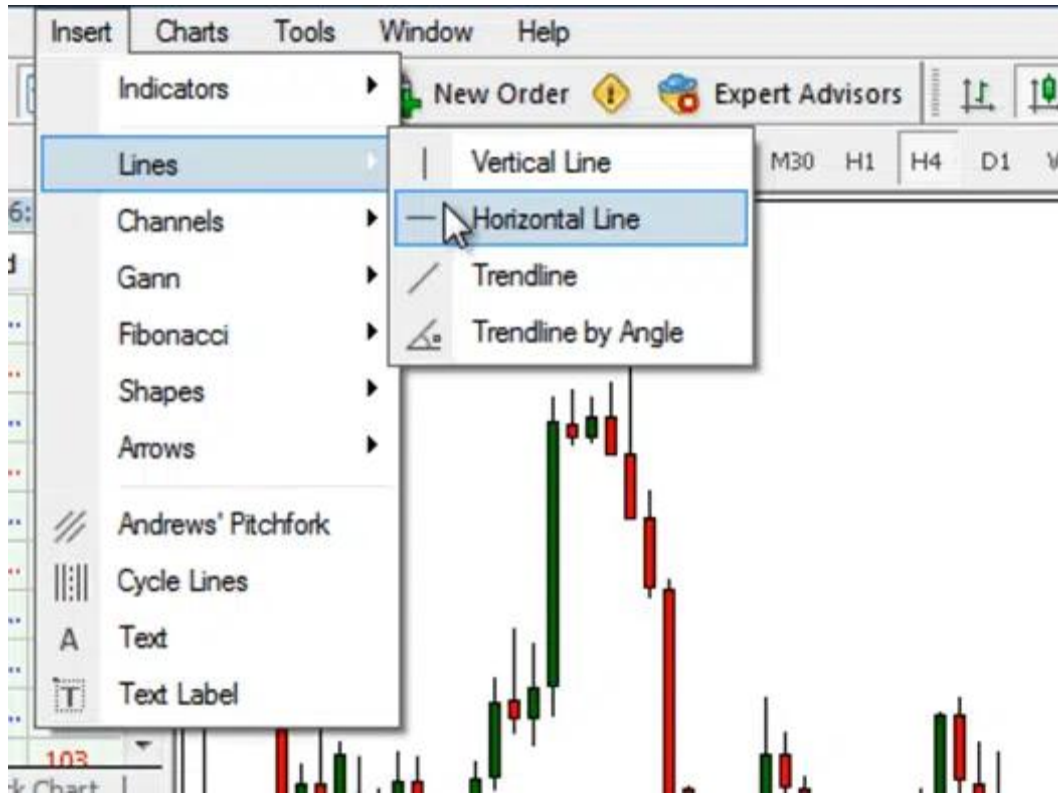 Insert Charts Tools Window Help
Indicators
New Order Expert Advisors
Lines
Vertical Line
M30 H1 H4 D1
Channels
Horizontal Line
Gann
Trendline
Fibonacci
Trendline by Angle
Shapes
Arrows
Andrews' Pitchfork
Cycle Lines
A Text
T Text Label
103
Chart